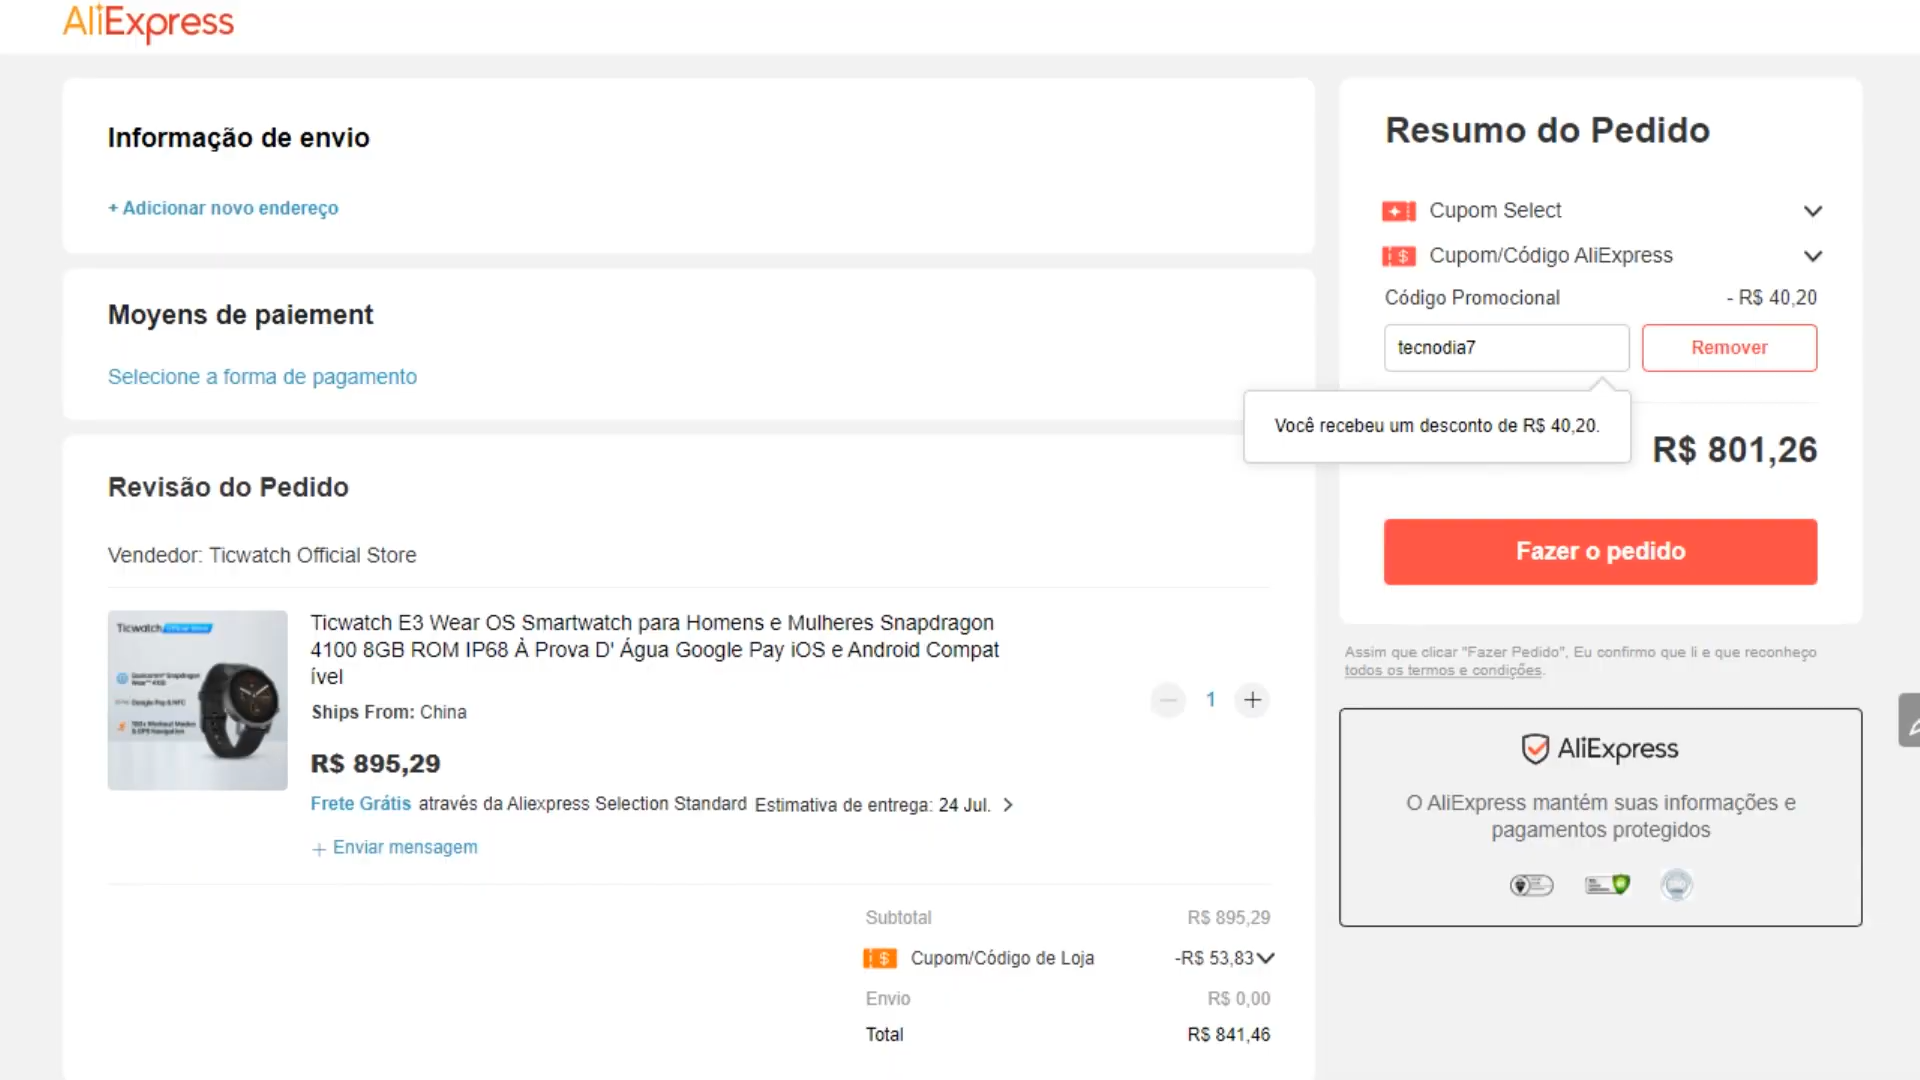 AliExpress
Informação de envio
+ Adicionar novo endereço
Moyens de paiement
Selecione a forma de pagamento
Revisão do Pedido
Vendedor: Ticwatch Official Store
Ticwatch
Ticwatch E3 Wear OS Smartwatch para Homens e Mulheres Snapdragon
4100 8GB ROM IP68 À Prova D' Água Google Pay iOS e Android Compat
ível
Ships From: China
1
R$ 895,29
Frete Grátis através da Aliexpress Selection Standard Estimativa de entrega: 24 Jul.
+ Enviar mensagem
Subtotal R$ 895,29
Cupom/Código de Loja -R$ 53,83
Envio R$ 0,00
Total R$ 841,46
Resumo do Pedido
Cupom Select
Cupom/Código AliExpress
Código Promocional - R$ 40,20
tecnodia7 Remover
Você recebeu um desconto de R$ 40,20.
R$ 801,26
Fazer o pedido
Assim que clicar "Fazer Pedido", Eu confirmo que li e que reconheço
todos os termos e condições.
AliExpress
O AliExpress mantém suas informações e
pagamentos protegidos